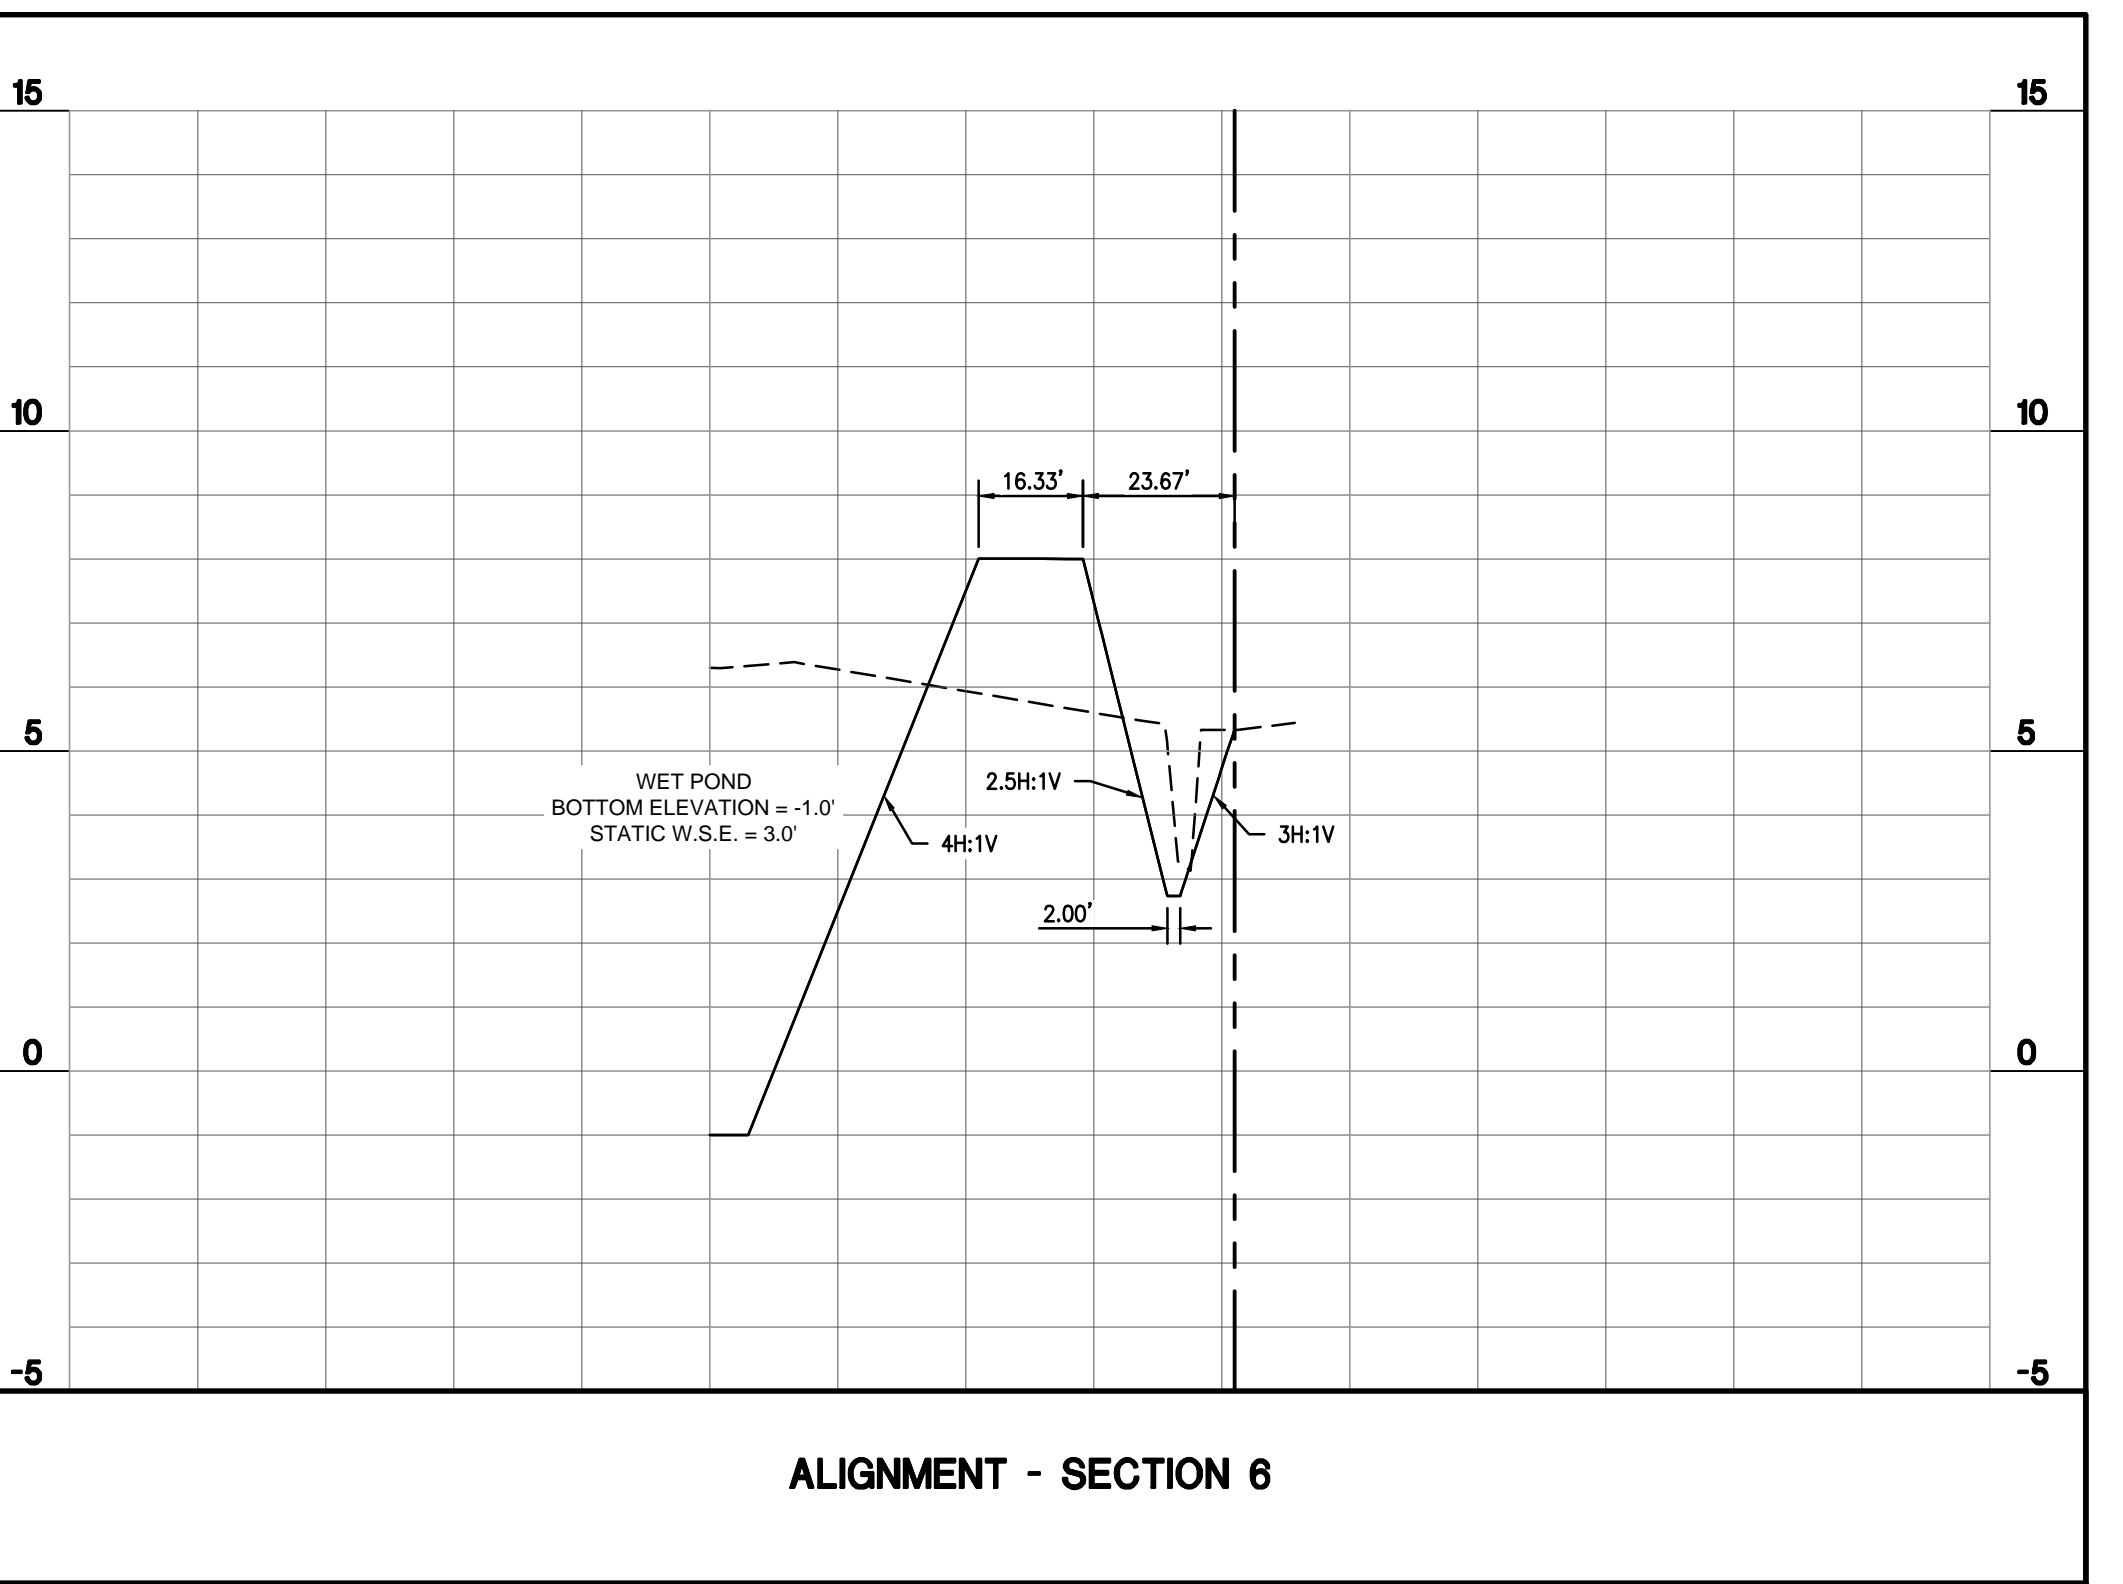 15 15
10 10
16.33' 23.67'
5 5
WET POND
BOTTOM ELEVATION = -1.0'
STATIC W.S.E. = 3.0'
2.5H:1V
4H:1V
3H:1V
2.00'
0 0
-5 -5
ALIGNMENT - SECTION 6